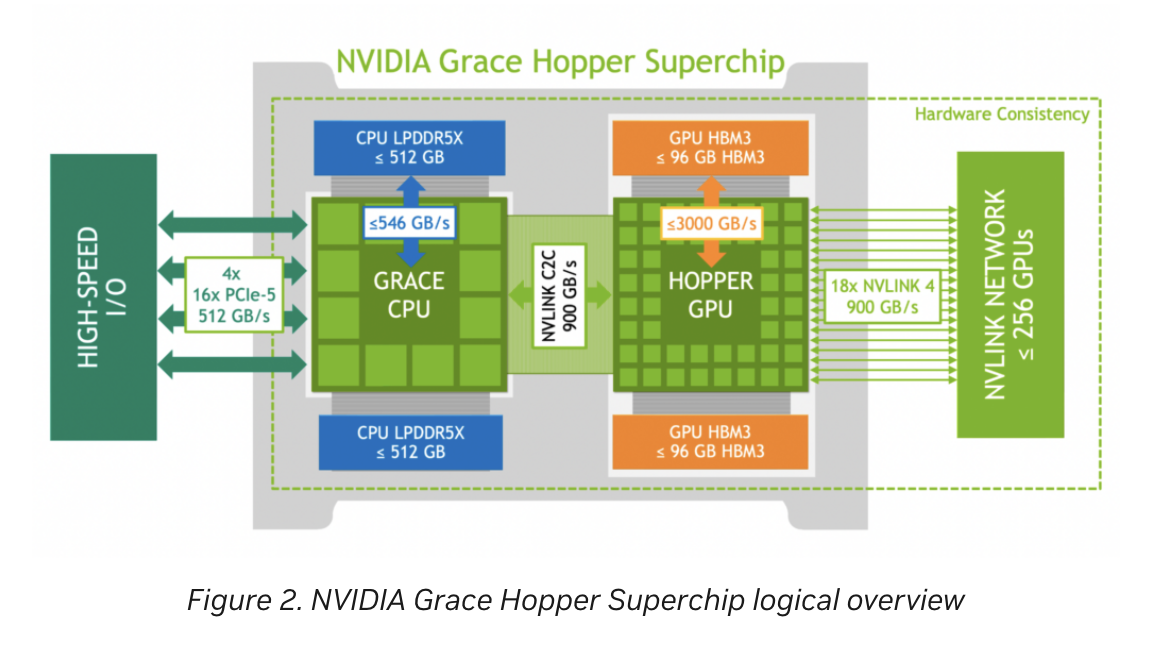 NVIDIA Grace Hopper Superchip
Hardware Consistency
HIGH-SPEED
I/O
4x
16x PCIe-5
512 GB/s
CPU LPDDR5X
≤ 512 GB
≤546 GB/s
GRACE
CPU
CPU LPDDR5X
≤ 512 GB
NVLINK C2C
900 GB/s
GPU HBM3
≤ 96 GB HBM3
≤3000 GB/s
HOPPER
GPU
GPU HBM3
≤ 96 GB HBM3
18x NVLINK 4
900 GB/s
NVLINK NETWORK
≤ 256 GPUs
Figure 2. NVIDIA Grace Hopper Superchip logical overview